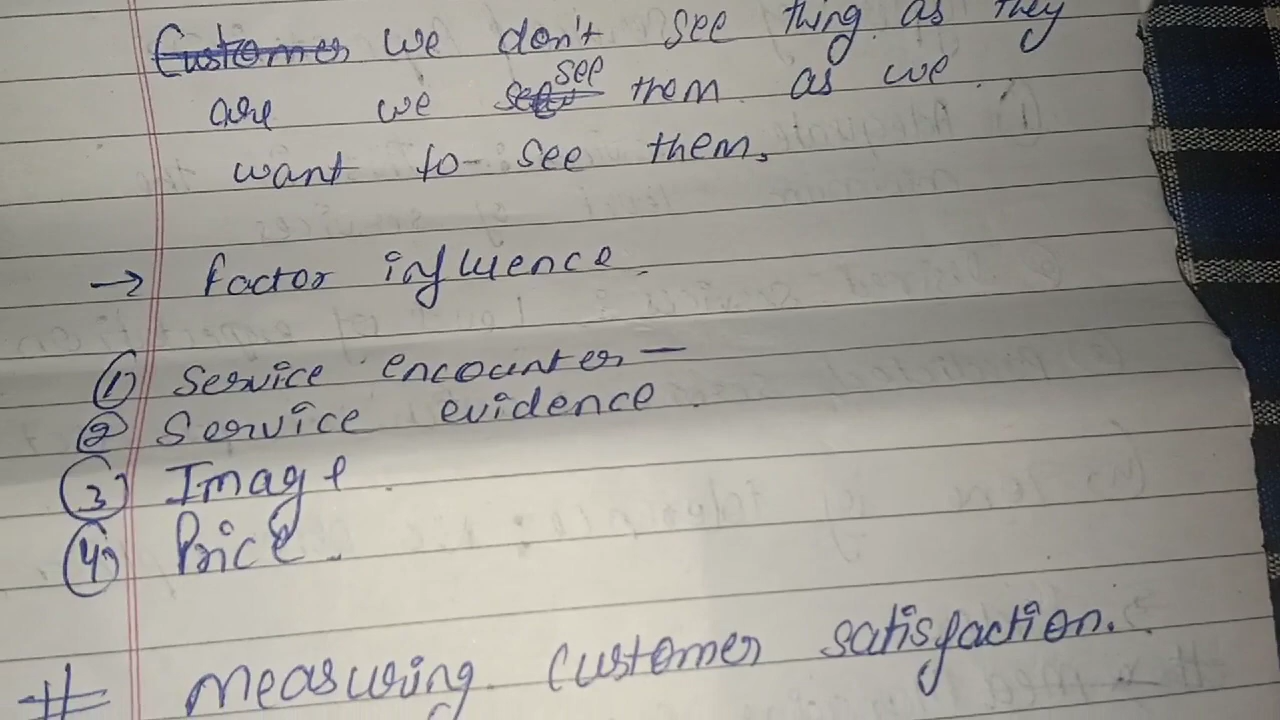 Customer we don't see thing as they
are we see them as we
want to see them.
→ factor influence.
① Service encounter —
② Service evidence.
③ Image.
④ Price.
# measuring customer satisfaction.